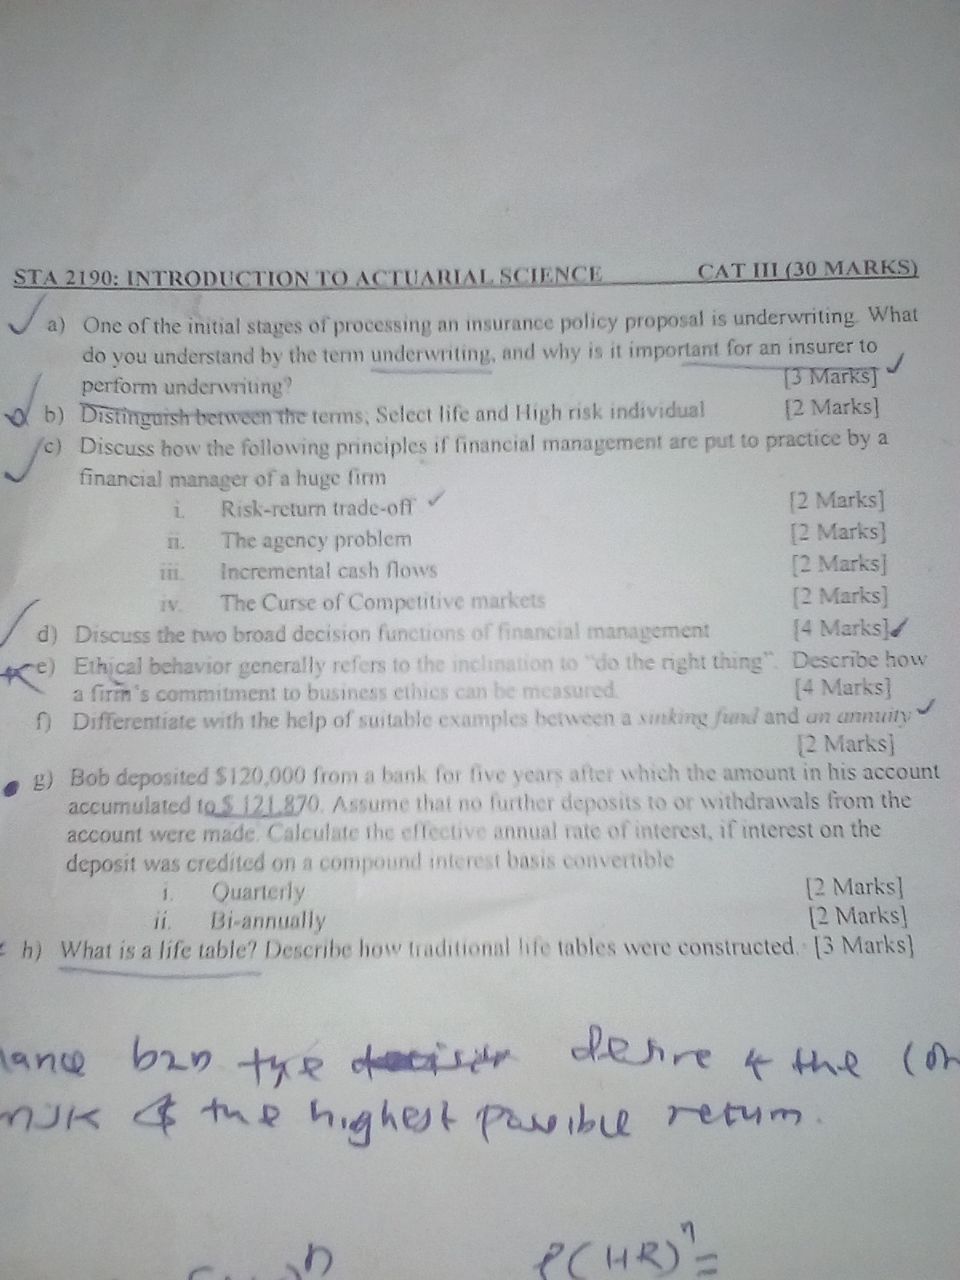 STA 2190: INTRODUCTION TO ACTUARIAL SCIENCE CAT III (30 MARKS)
a) One of the initial stages of processing an insurance policy proposal is underwriting. What
do you understand by the term underwriting, and why is it important for an insurer to
perform underwriting? [3 Marks]
b) Distinguish between the terms; Select life and High risk individual [2 Marks]
c) Discuss how the following principles if financial management are put to practice by a
financial manager of a huge firm
i. Risk-return trade-off [2 Marks]
ii. The agency problem [2 Marks]
iii. Incremental cash flows [2 Marks]
iv. The Curse of Competitive markets [2 Marks]
d) Discuss the two broad decision functions of financial management [4 Marks]
e) Ethical behavior generally refers to the inclination to "do the right thing". Describe how
a firm's commitment to business ethics can be measured. [4 Marks]
f) Differentiate with the help of suitable examples between a sinking fund and an annuity
[2 Marks]
g) Bob deposited $120,000 from a bank for five years after which the amount in his account
accumulated to $ 121,870. Assume that no further deposits to or withdrawals from the
account were made. Calculate the effective annual rate of interest, if interest on the
deposit was credited on a compound interest basis convertible
i. Quarterly [2 Marks]
ii. Bi-annually [2 Marks]
h) What is a life table? Describe how traditional life tables were constructed. [3 Marks]
lance b2n the desire & the
risk & the highest possible return.
P(HR)ⁿ=